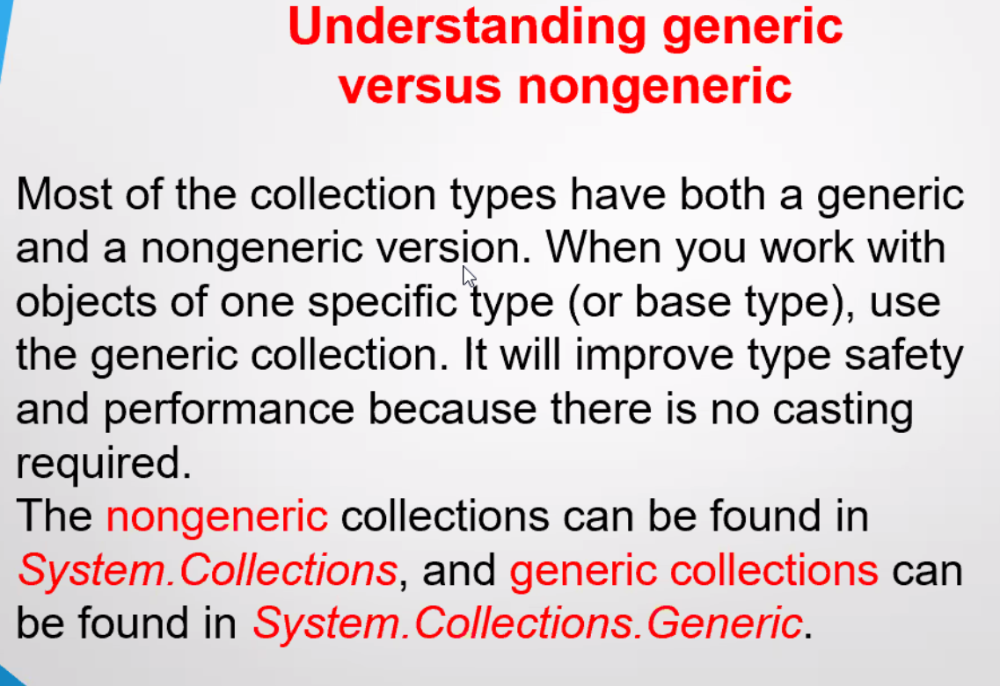 Understanding generic
versus nongeneric
Most of the collection types have both a generic
and a nongeneric version. When you work with
objects of one specific type (or base type), use
the generic collection. It will improve type safety
and performance because there is no casting
required.
The nongeneric collections can be found in
System.Collections, and generic collections can
be found in System.Collections.Generic.